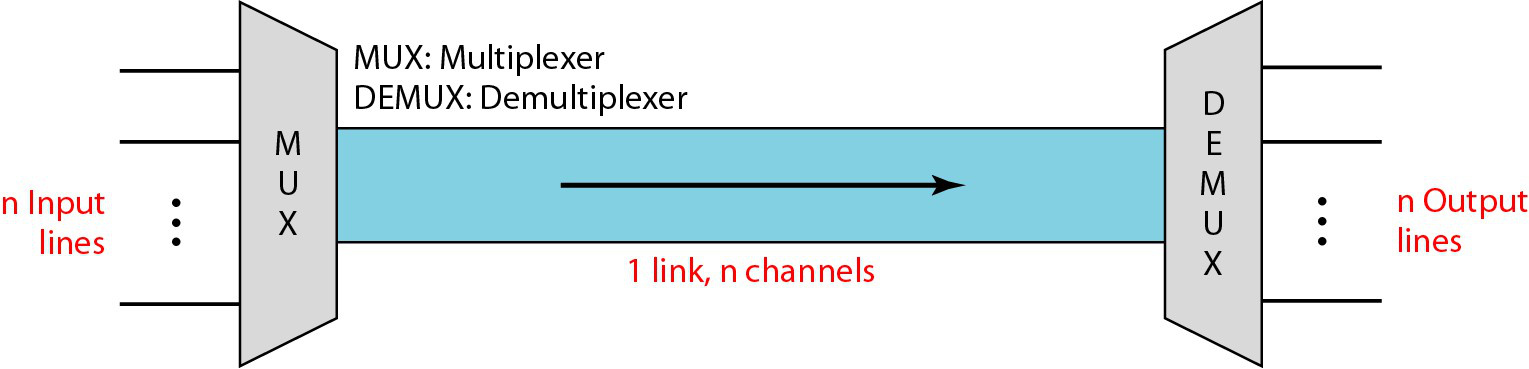 MUX: Multiplexer
DEMUX: Demultiplexer
n Input
lines
M
U
X
1 link, n channels
D
E
M
U
X
n Output
lines